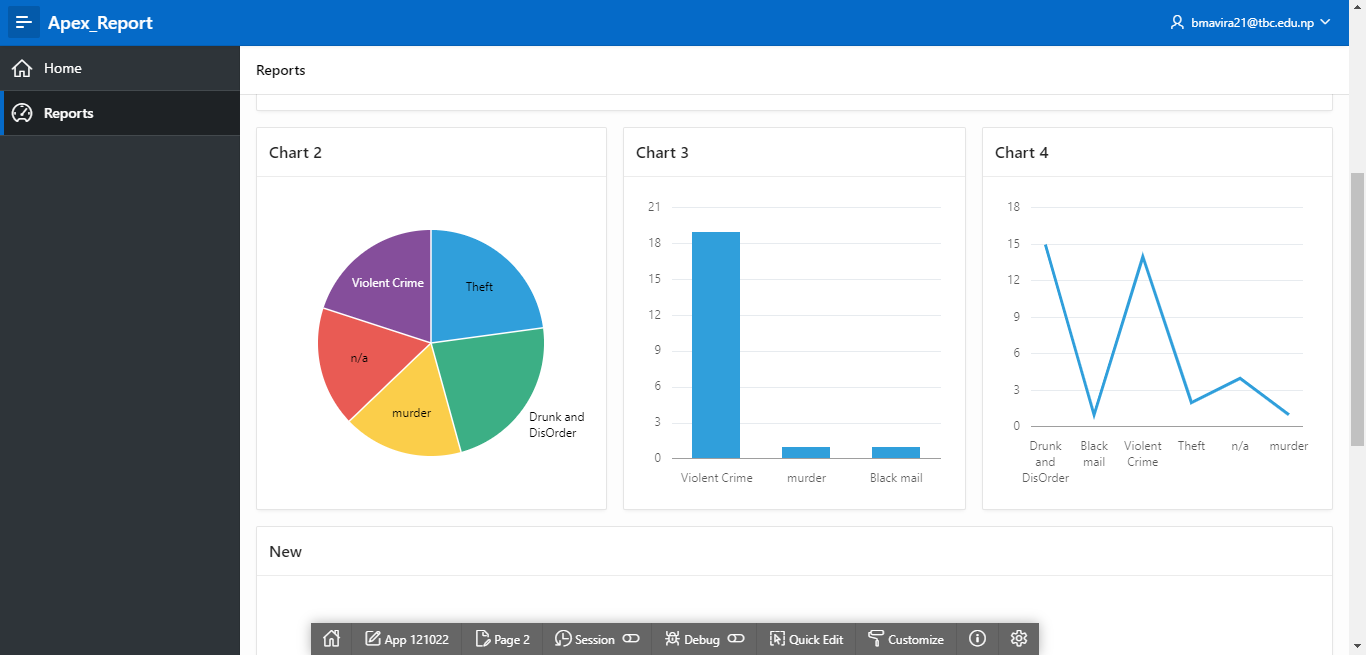 Apex_Report
bmavira21@tbc.edu.np
Home
Reports
Reports
Chart 2
Violent Crime
Theft
n/a
murder
Drunk and
DisOrder
Chart 3
21
18
15
12
9
6
3
0
Violent Crime
murder
Black mail
Chart 4
18
15
12
9
6
3
0
Drunk
and
DisOrder
Black
mail
Violent
Crime
Theft
n/a
murder
New
App 121022
Page 2
Session
Debug
Quick Edit
Customize